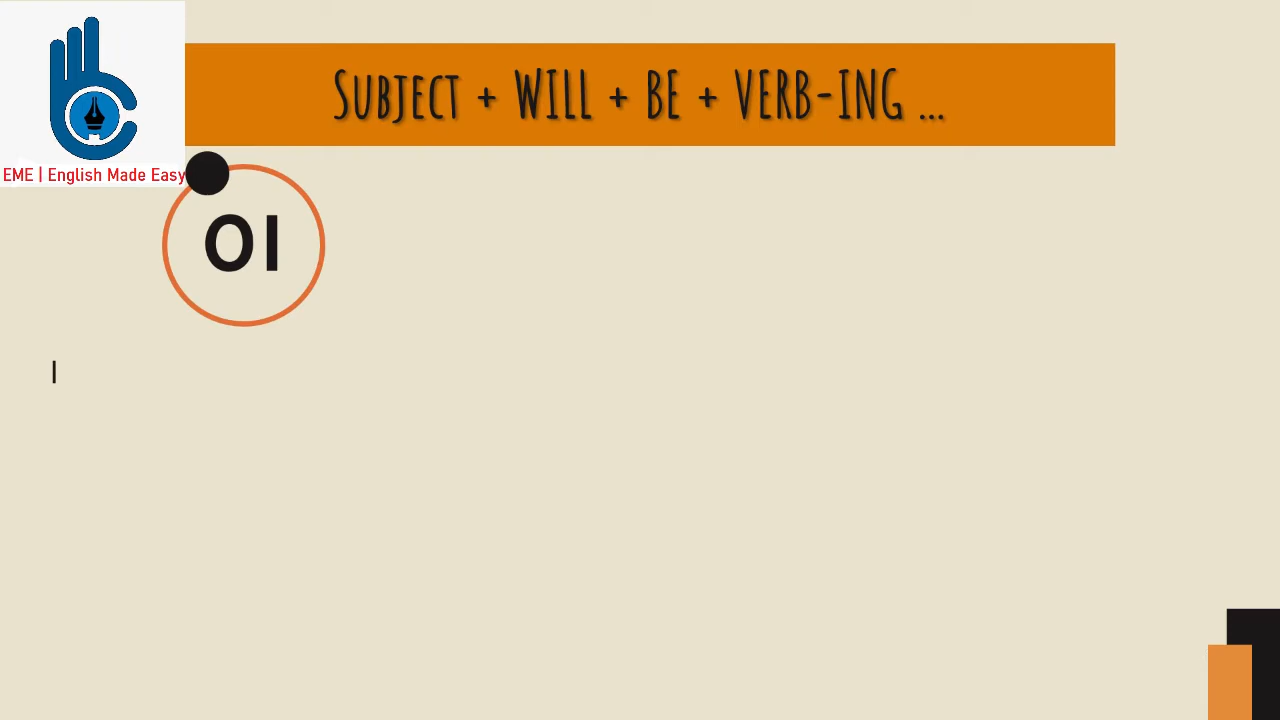 Subject + WILL + BE + VERB-ING ...
EME | English Made Easy
01
I